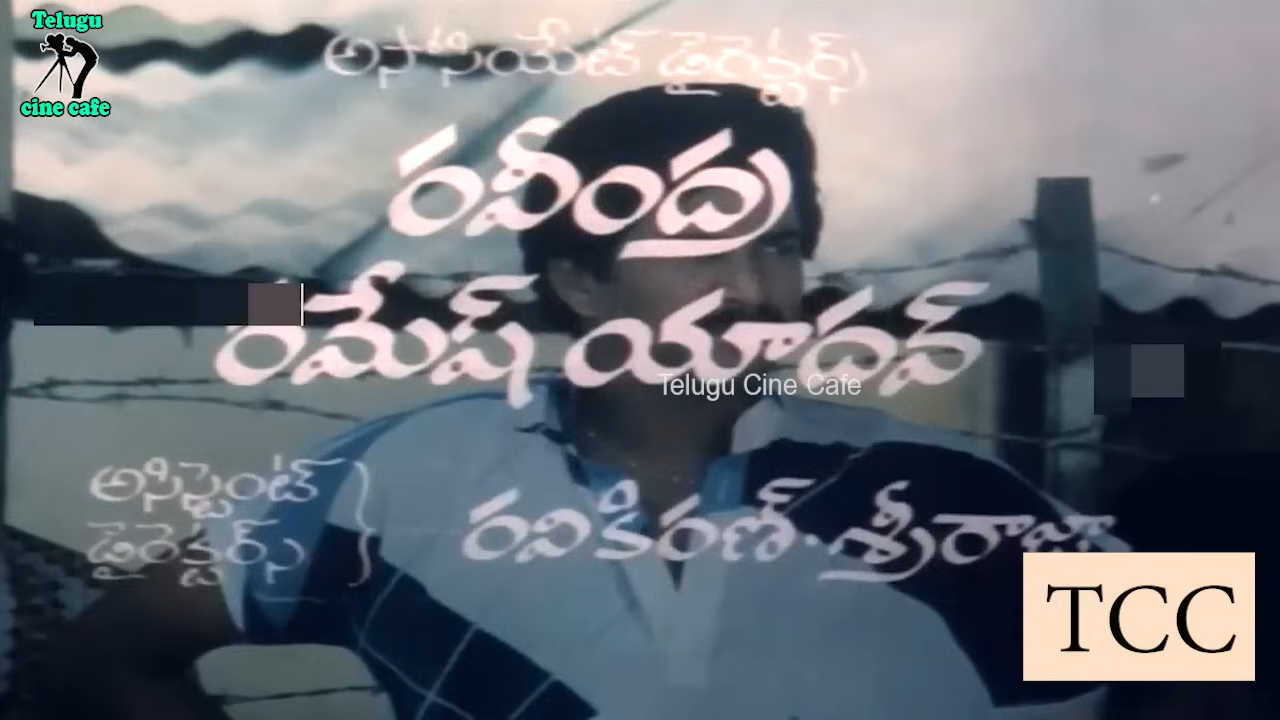 Telugu
cine cafe
అసోసియేట్ డైరెక్టర్స్
రవీంద్ర
రమేష్ యాదవ్
Telugu Cine Cafe
అసిస్టెంట్
డైరెక్టర్స్
రవికిరణ్. శ్రీరాజా
TCC